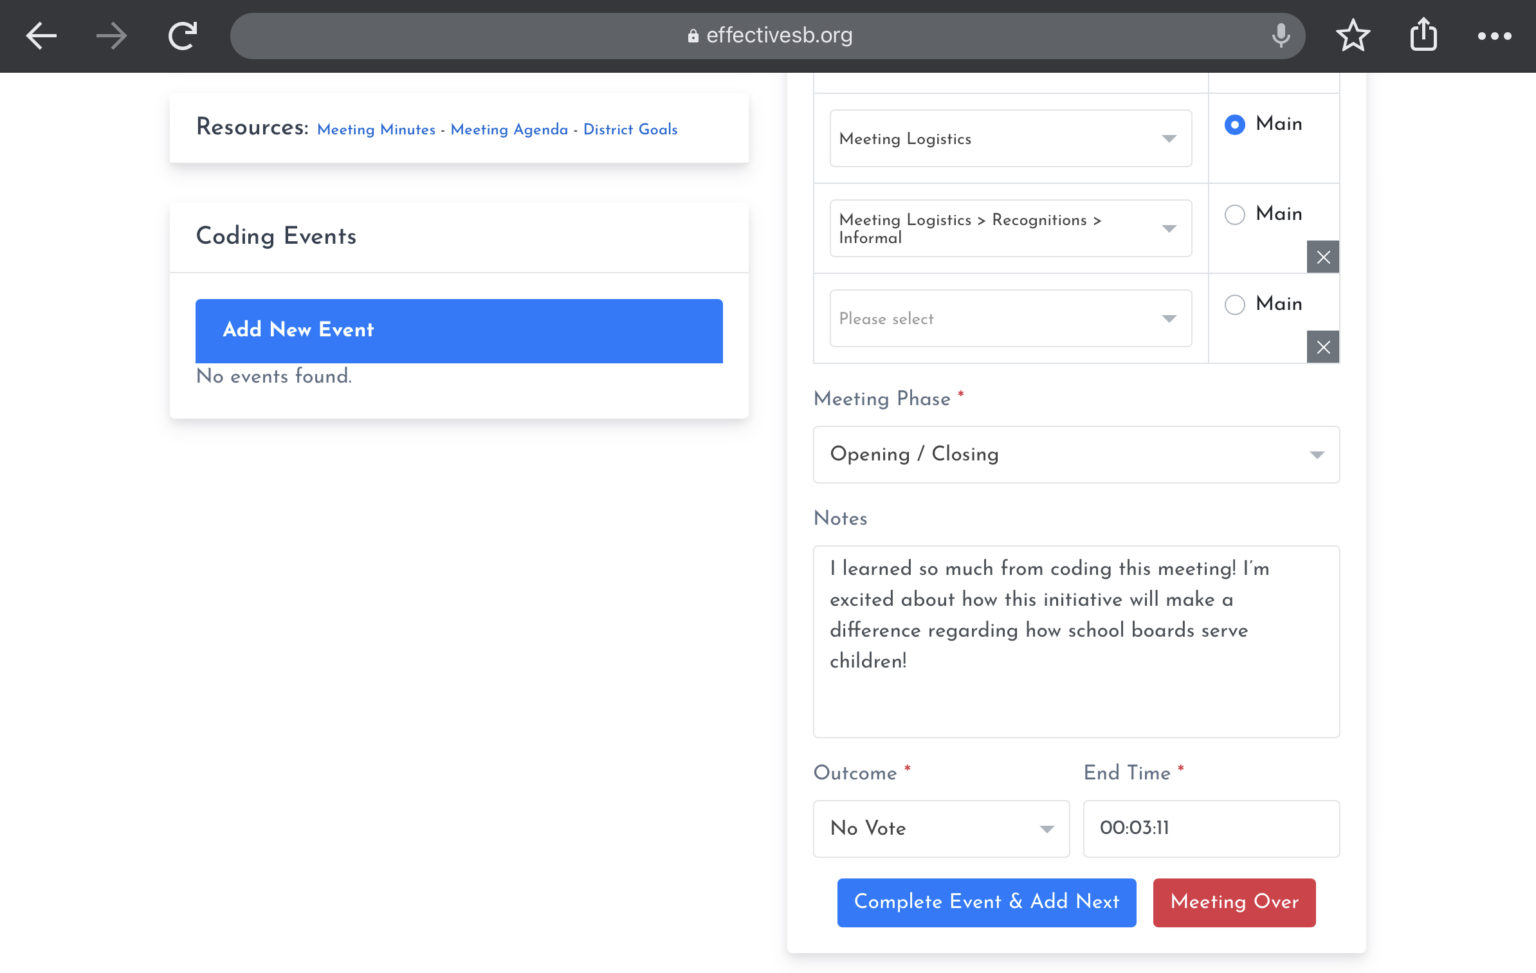 effectivesb.org
Resources: Meeting Minutes - Meeting Agenda - District Goals
Coding Events
Add New Event
No events found.
Meeting Logistics
Main
Meeting Logistics > Recognitions >
Informal
Main
Please select
Main
Meeting Phase *
Opening / Closing
Notes
I learned so much from coding this meeting! I'm
excited about how this initiative will make a
difference regarding how school boards serve
children!
Outcome * End Time *
No Vote 00:03:11
Complete Event & Add Next Meeting Over